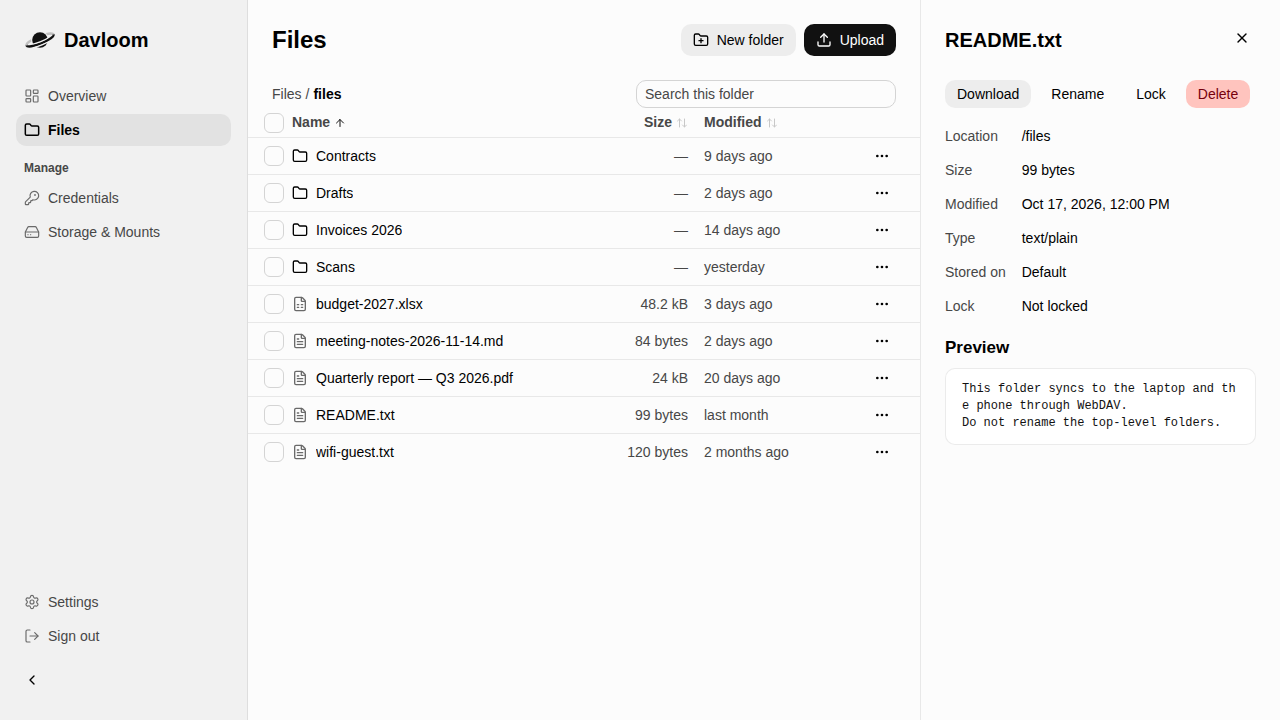 Davloom
Overview
Files
Manage
Credentials
Storage & Mounts
Settings
Sign out
Files
New folder
Upload
Files / files
Search this folder
Name Size Modified
Contracts — 9 days ago
Drafts — 2 days ago
Invoices 2026 — 14 days ago
Scans — yesterday
budget-2027.xlsx 48.2 kB 3 days ago
meeting-notes-2026-11-14.md 84 bytes 2 days ago
Quarterly report — Q3 2026.pdf 24 kB 20 days ago
README.txt 99 bytes last month
wifi-guest.txt 120 bytes 2 months ago
README.txt
Download Rename Lock Delete
Location /files
Size 99 bytes
Modified Oct 17, 2026, 12:00 PM
Type text/plain
Stored on Default
Lock Not locked
Preview
This folder syncs to the laptop and th
e phone through WebDAV.
Do not rename the top-level folders.